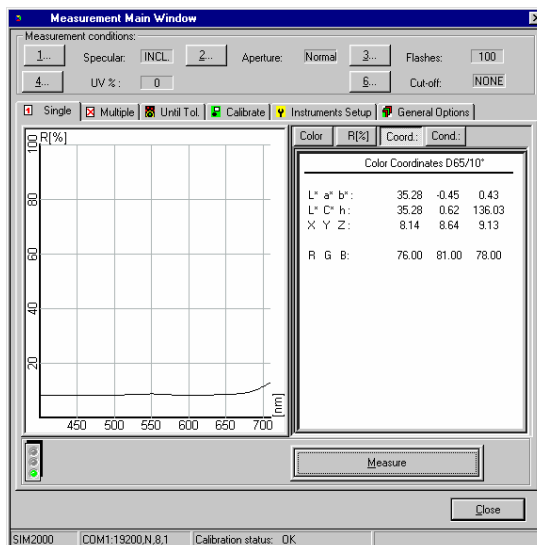 Measurement Main Window
Measurement conditions:
1... Specular: INCL. 2... Aperture: Normal 3... Flashes: 100
4... UV % : 0 6... Cut-off: NONE
Single Multiple Until Tol. Calibrate Instruments Setup General Options
Color R[%] Coord.: Cond.:
R[%]
100
80
60
40
20
450 500 550 600 650 700
[nm]
Color Coordinates D65/10°
L* a* b*: 35.28 -0.45 0.43
L* C* h: 35.28 0.62 136.03
X Y Z: 8.14 8.64 9.13
R G B: 76.00 81.00 78.00
Measure
Close
SIM2000 COM1:19200,N,8,1 Calibration status: OK